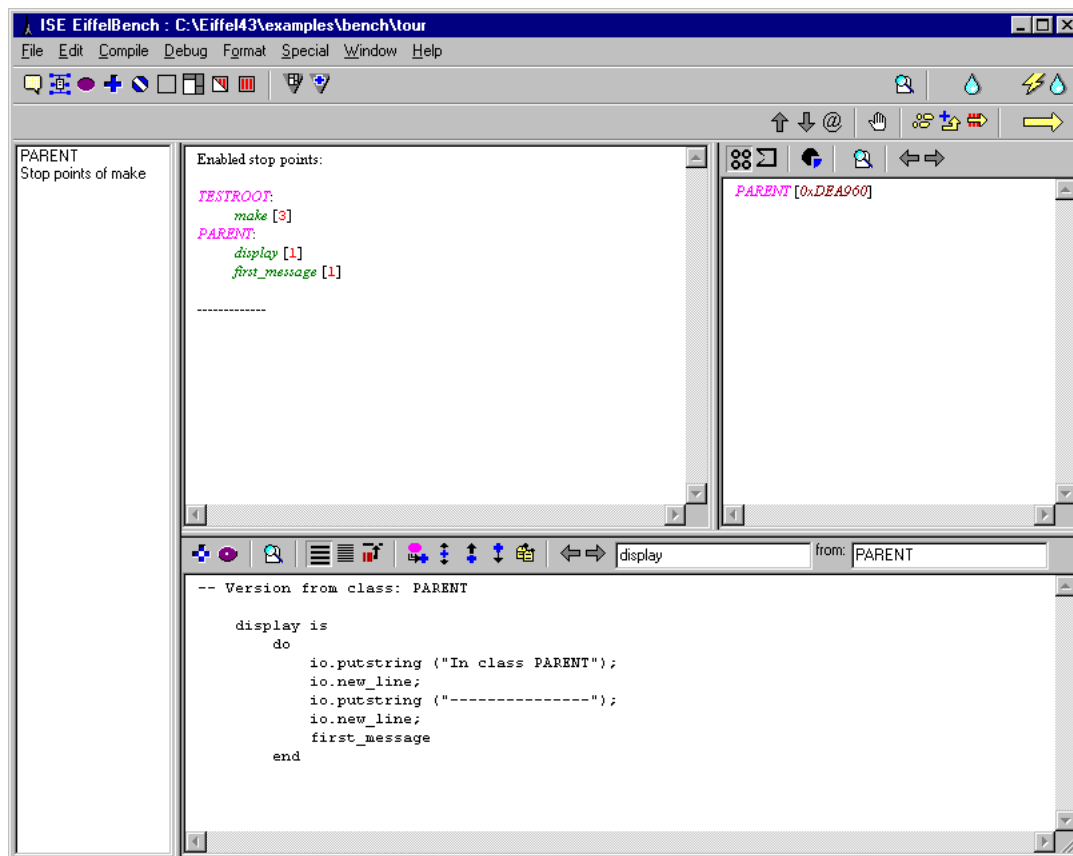 ISE EiffelBench : C:\Eiffel43\examples\bench\tour
File Edit Compile Debug Format Special Window Help
PARENT
Stop points of make
Enabled stop points:
TESTROOT:
make [3]
PARENT:
display [1]
first_message [1]
-------------
PARENT [0xDEA960]
display from: PARENT
-- Version from class: PARENT
display is
do
io.putstring ("In class PARENT");
io.new_line;
io.putstring ("---------------");
io.new_line;
first_message
end